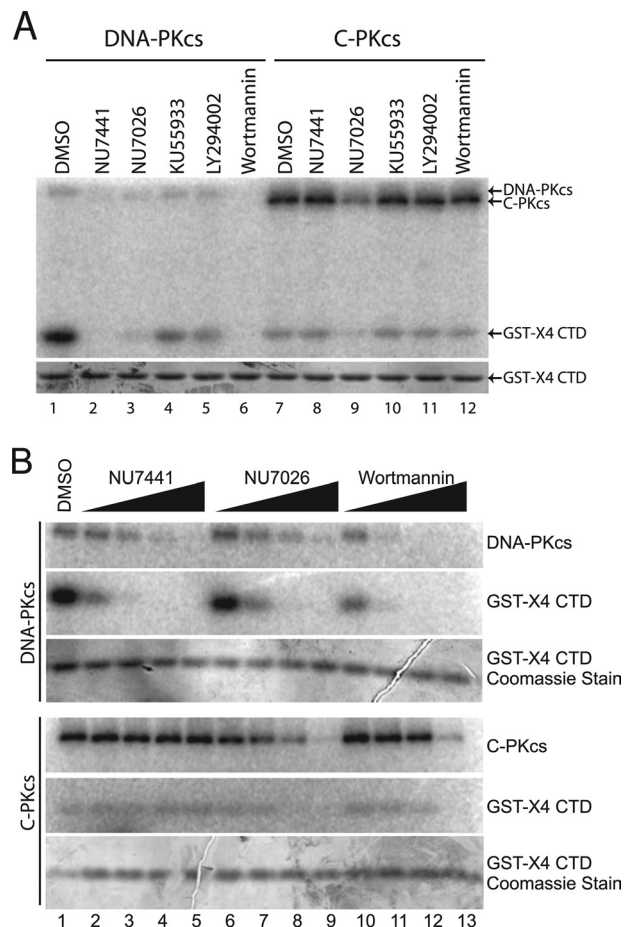 A
DNA-PKcs C-PKcs
DMSO NU7441 NU7026 KU55933 LY294002 Wortmannin DMSO NU7441 NU7026 KU55933 LY294002 Wortmannin
DNA-PKcs
C-PKcs
GST-X4 CTD
GST-X4 CTD
1 2 3 4 5 6 7 8 9 10 11 12
B
DMSO NU7441 NU7026 Wortmannin
DNA-PKcs
DNA-PKcs
GST-X4 CTD
GST-X4 CTD
Coomassie Stain
C-PKcs
C-PKcs
GST-X4 CTD
GST-X4 CTD
Coomassie Stain
1 2 3 4 5 6 7 8 9 10 11 12 13